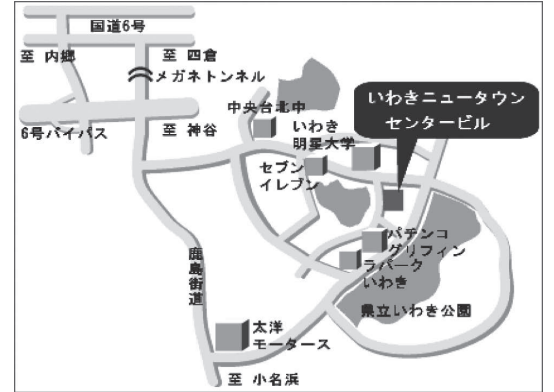 国道6号
至 内郷
至 四倉
メガネトンネル
6号バイパス
至 神谷
中央台北中
いわき
明星大学
いわきニュータウン
センタービル
セブン
イレブン
パチンコ
グリフィン
ラパーク
いわき
県立いわき公園
鹿島街道
太洋
モータース
至 小名浜